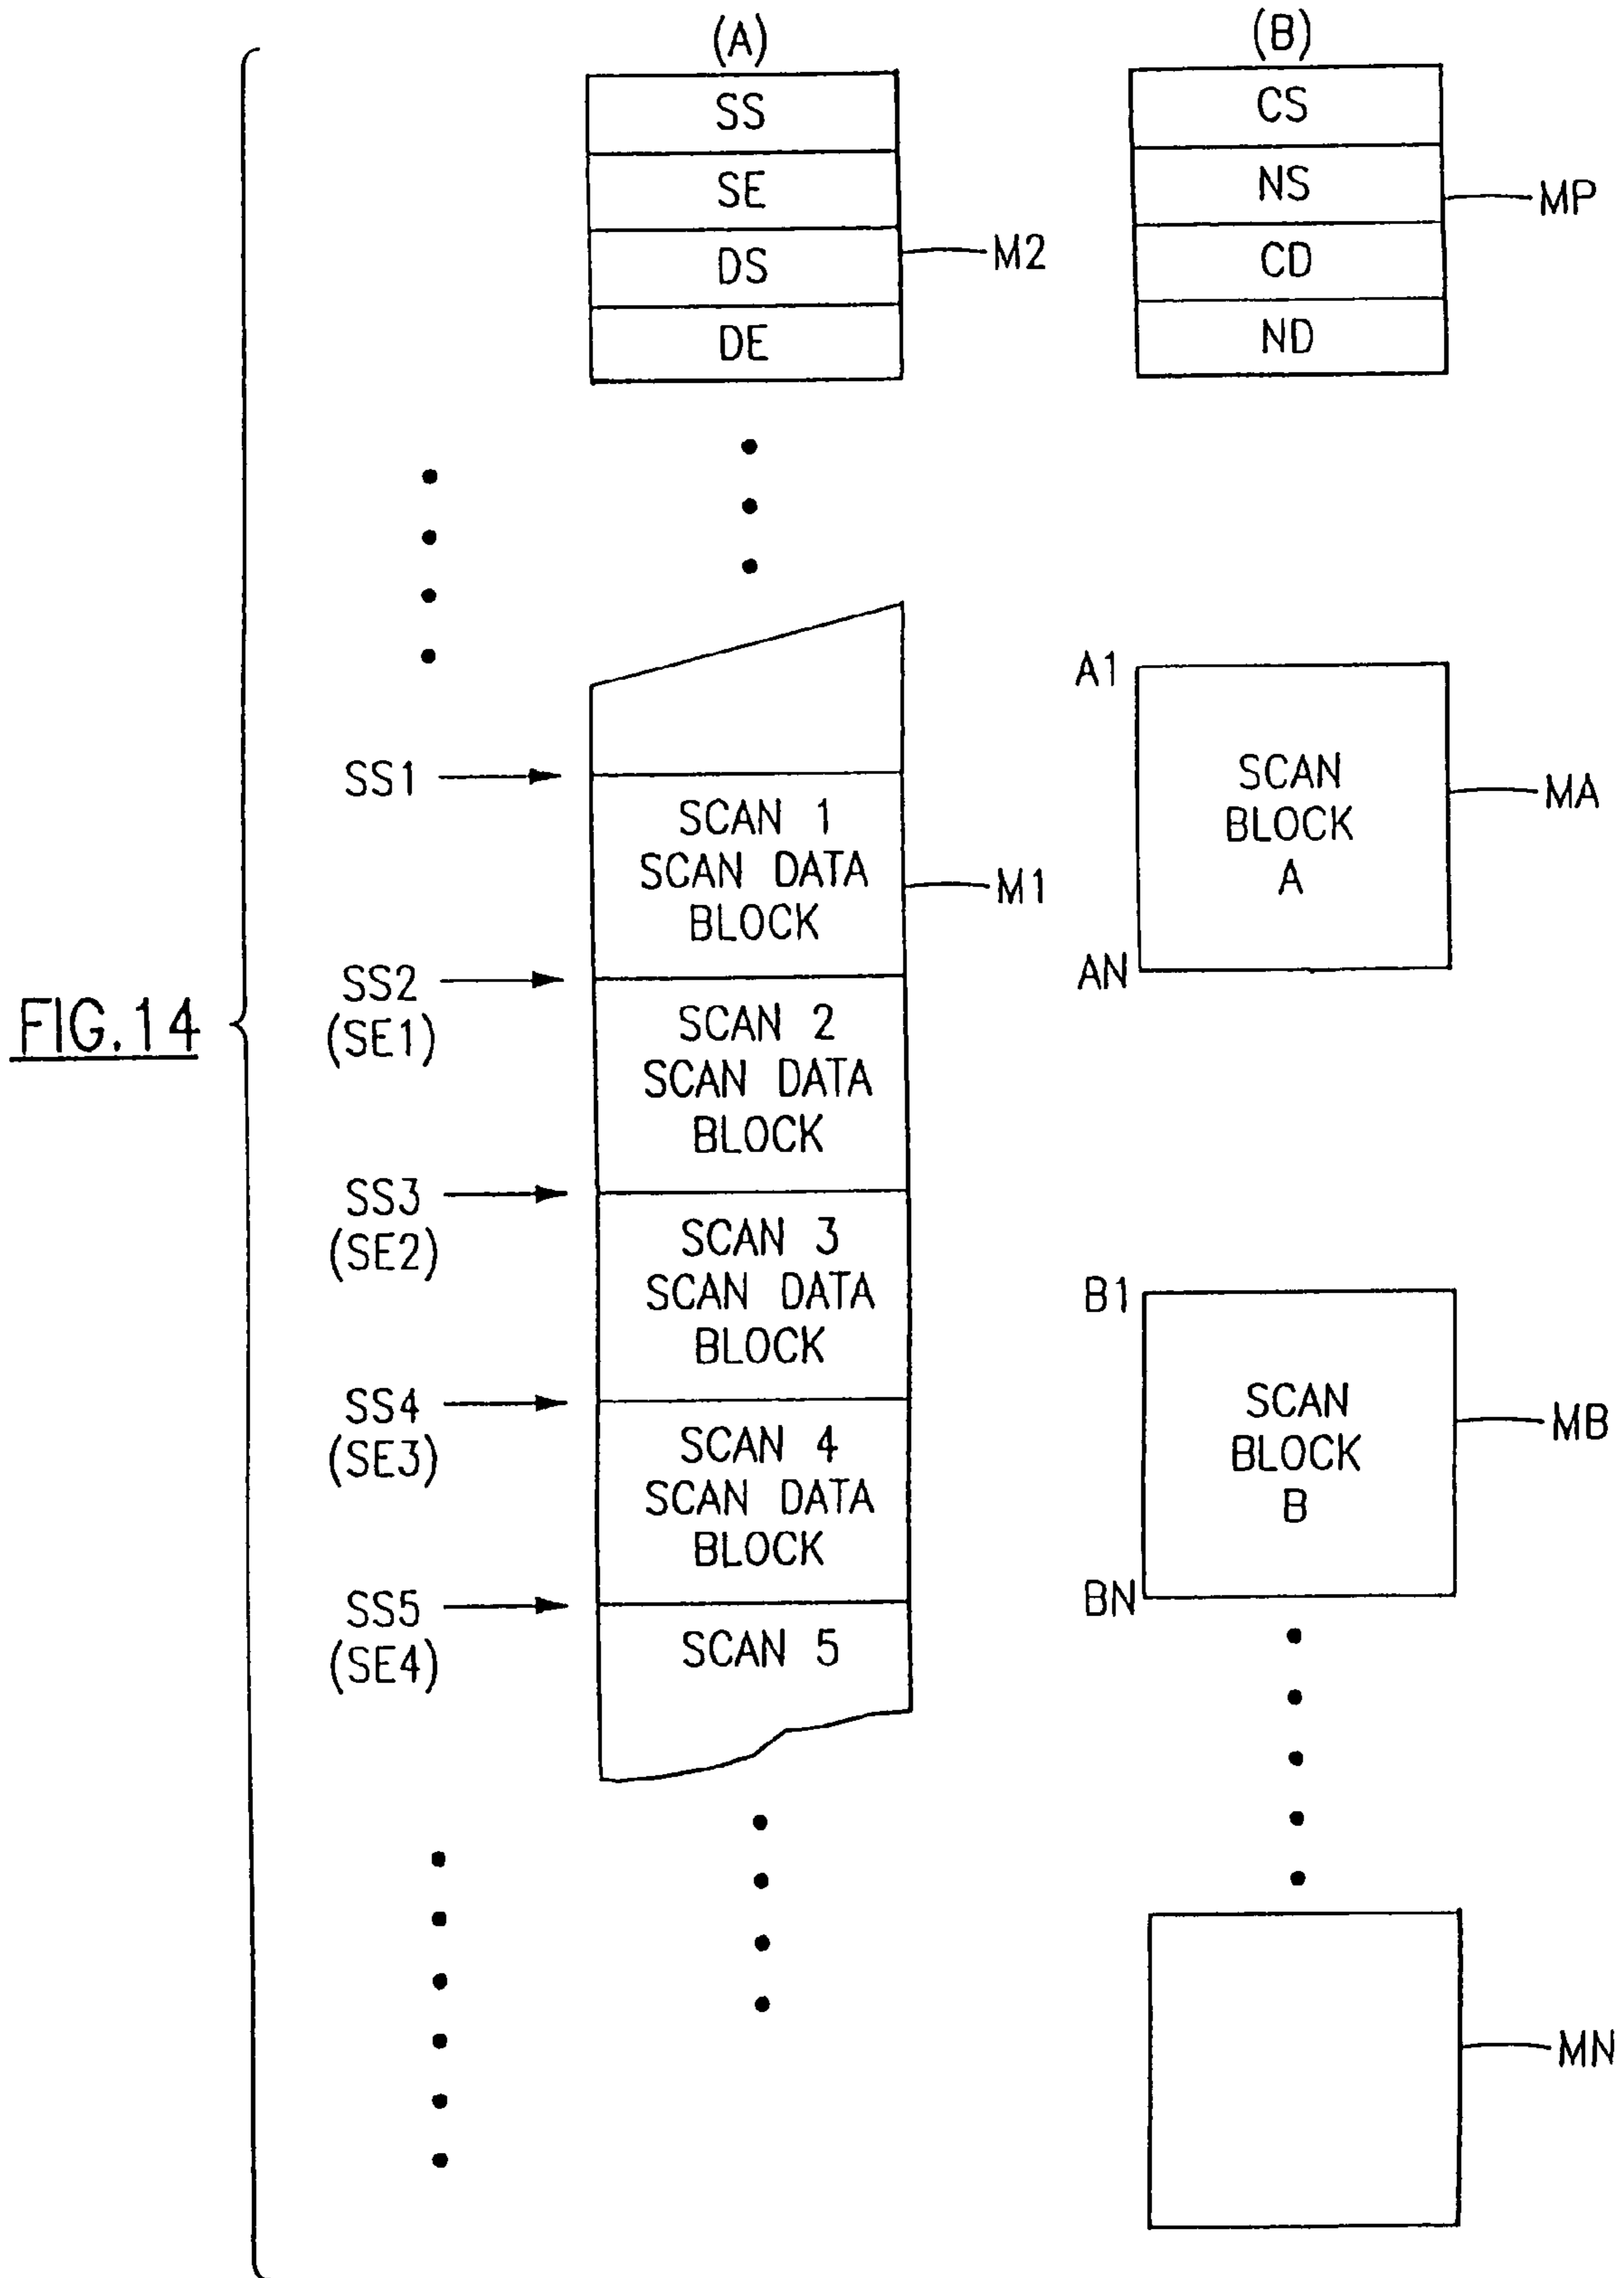 FIG.14
(A)
SS
SE
DS
DE
M2
SS1
SS2
(SE1)
SS3
(SE2)
SS4
(SE3)
SS5
(SE4)
SCAN 1
SCAN DATA
BLOCK
M1
SCAN 2
SCAN DATA
BLOCK
SCAN 3
SCAN DATA
BLOCK
SCAN 4
SCAN DATA
BLOCK
SCAN 5
(B)
CS
NS
CD
ND
MP
A1
SCAN
BLOCK
A
MA
AN
B1
SCAN
BLOCK
B
MB
BN
MN